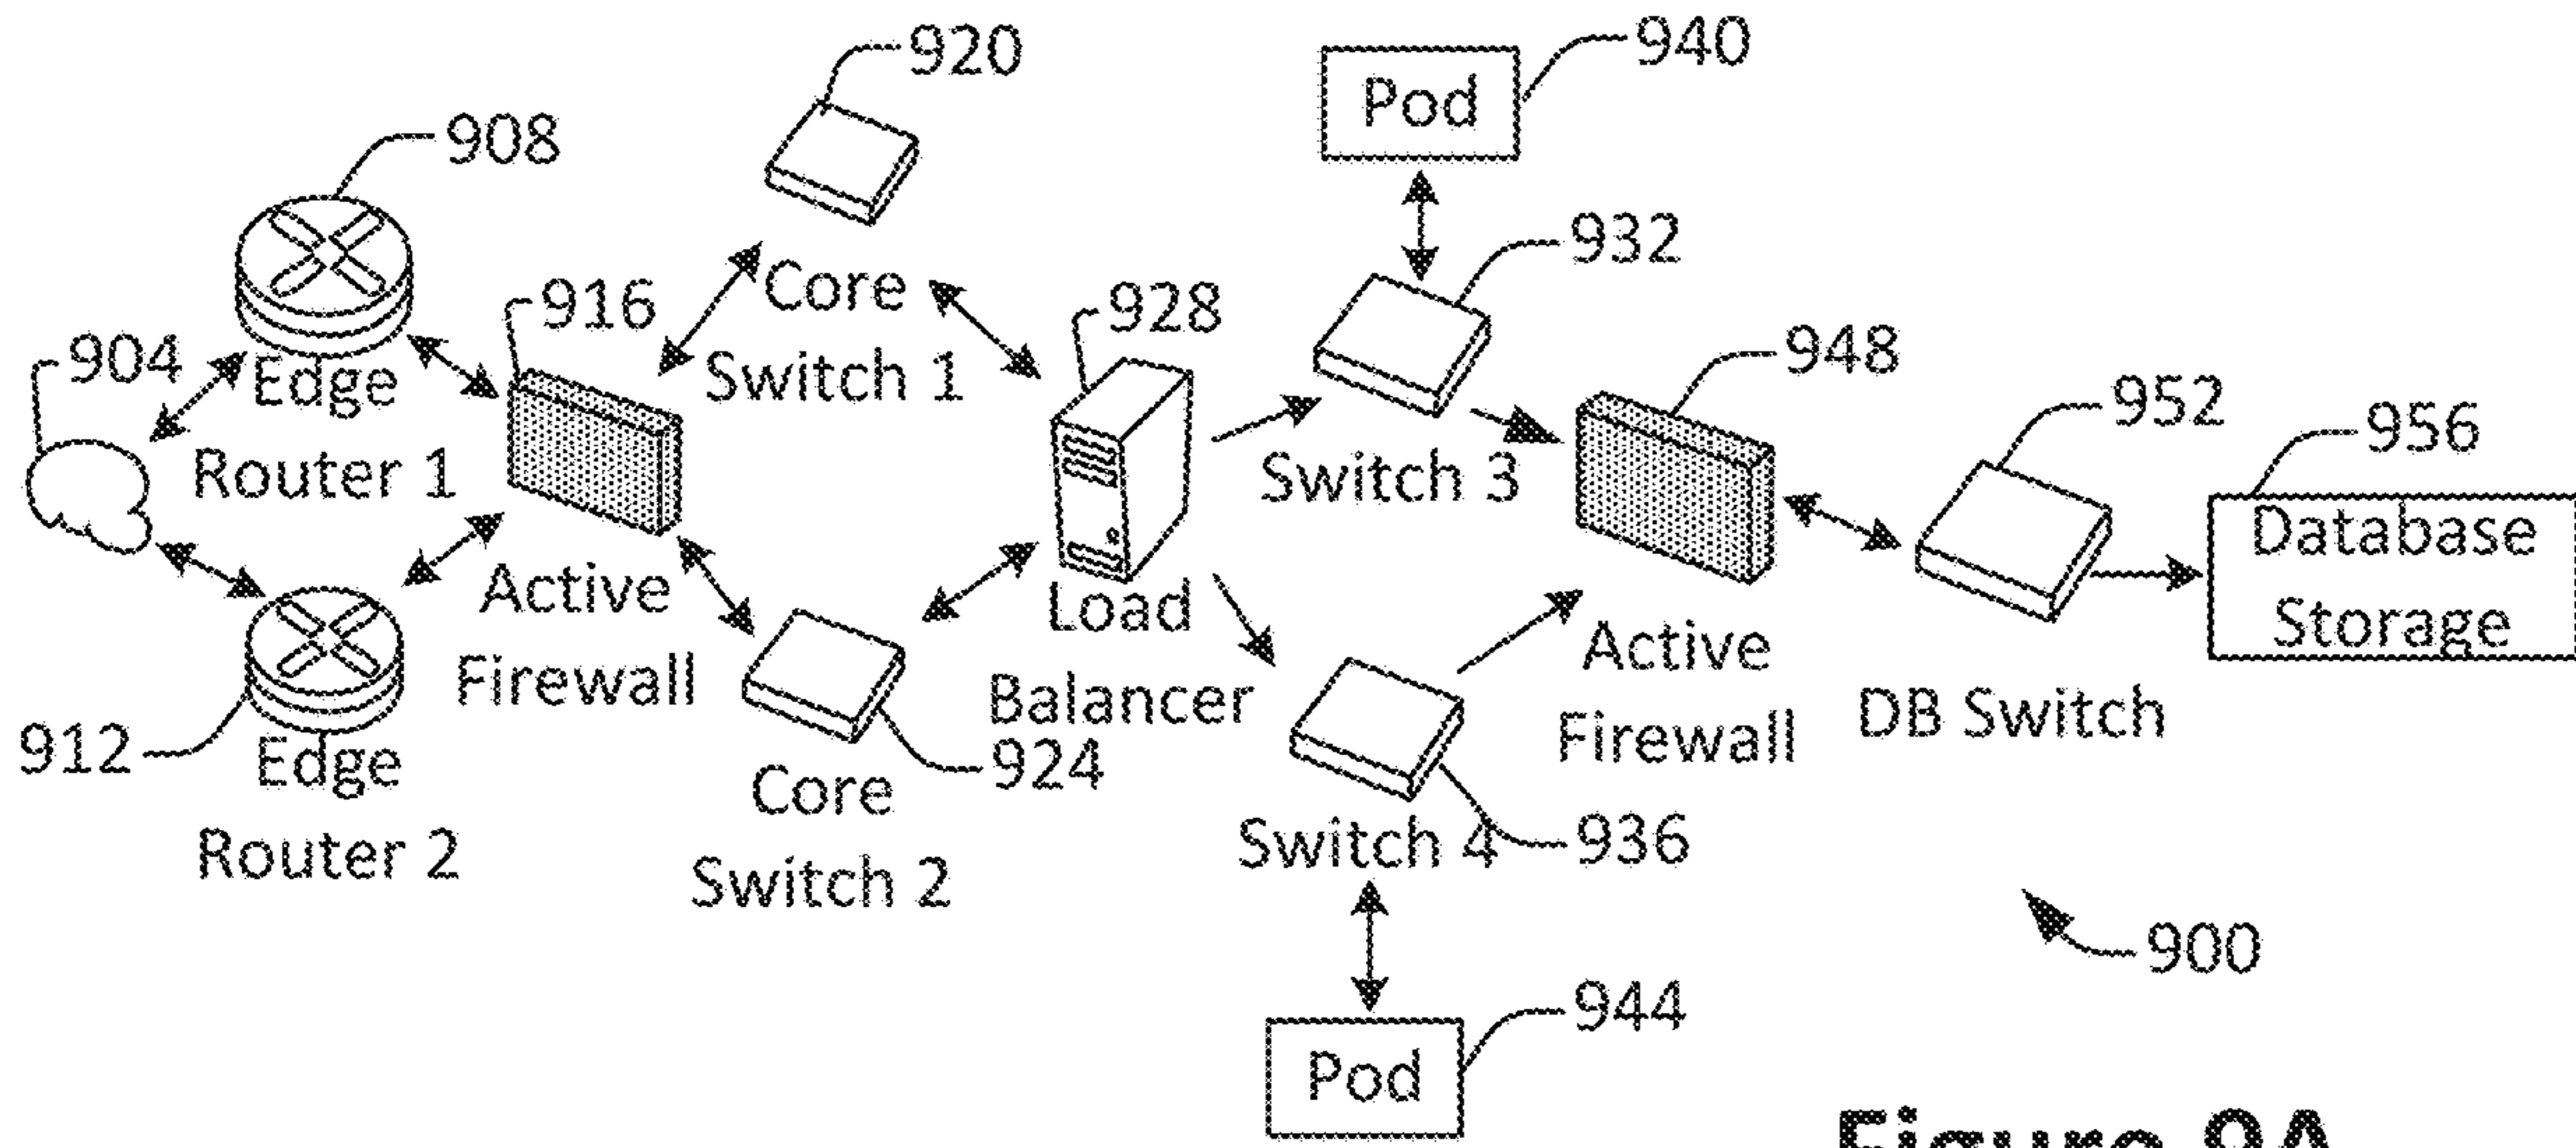 920
940
Pod
908
932
916
Core
Switch 1
928
904
Edge
Router 1
948
952
956
Switch 3
Database
Storage
Active
Firewall
Load
Balancer
Active
Firewall
DB Switch
912
Edge
Router 2
924
Core
Switch 2
Switch 4
936
900
944
Pod
Figure 9A